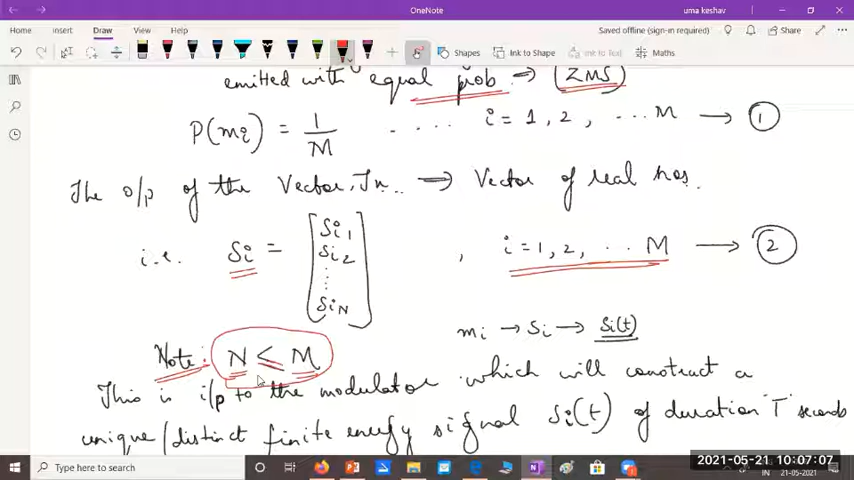 OneNote
uma keshav
Home Insert Draw View Help
Saved offline (sign-in required) Share
Shapes Ink to Shape Ink to Text Maths
emitted with equal prob → (ZMS)
P(mi) = 1/M .... i = 1, 2, ... M → 1
The o/p of the Vector Tx. → Vector of real nos.
i.e. Si = [Si1 Si2 ⋮ SiN] , i = 1, 2, ... M → 2
mi → Si → Si(t)
Note: N ≤ M
This is i/p to the modulator which will construct a
unique/distinct finite energy signal Si(t) of duration 'T' seconds
Type here to search
2021-05-21 10:07:07
IN 21-05-2021